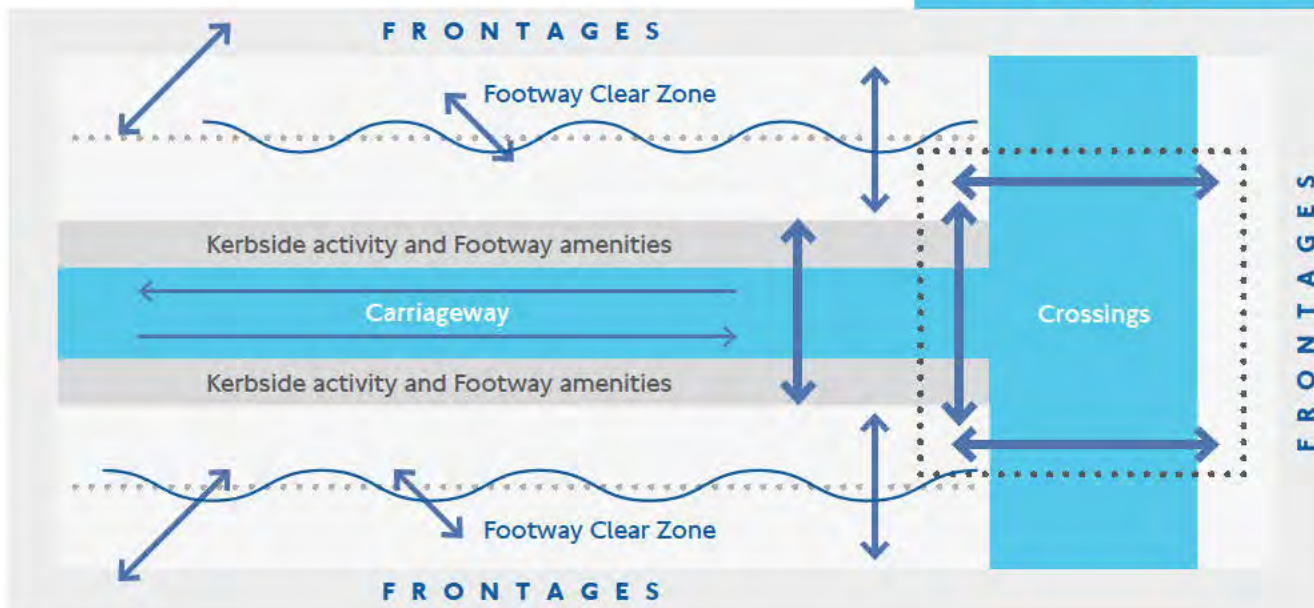 FRONTAGES
Footway Clear Zone
Kerbside activity and Footway amenities
Carriageway
Crossings
FRONTAGES
Kerbside activity and Footway amenities
Footway Clear Zone
FRONTAGES